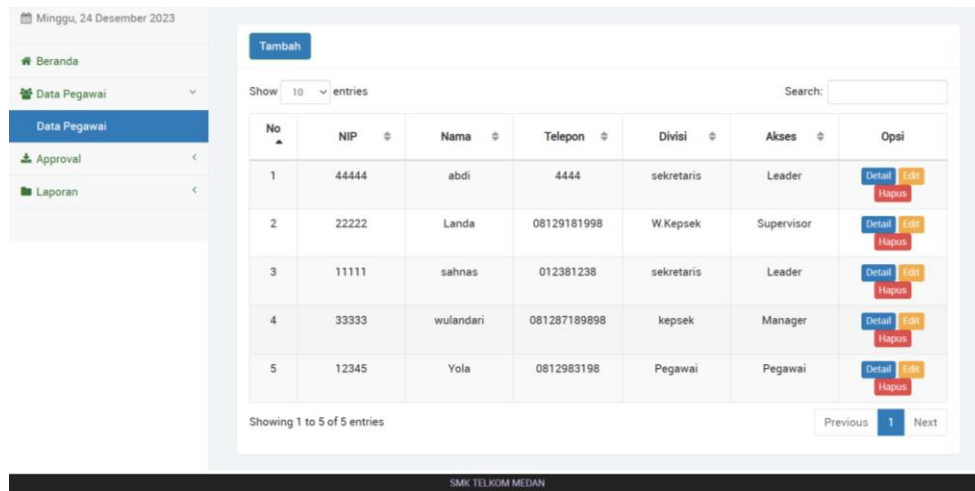 Minggu, 24 Desember 2023
Beranda
Data Pegawai
Data Pegawai
Approval
Laporan
Tambah
Show 10 entries Search:
No NIP Nama Telepon Divisi Akses Opsi
1 44444 abdi 4444 sekretaris Leader Detail Edit
Hapus
2 22222 Landa 08129181998 W.Kepsek Supervisor Detail Edit
Hapus
3 11111 sahnas 012381238 sekretaris Leader Detail Edit
Hapus
4 33333 wulandari 081287189898 kepsek Manager Detail Edit
Hapus
5 12345 Yola 0812983198 Pegawai Pegawai Detail Edit
Hapus
Showing 1 to 5 of 5 entries Previous 1 Next
SMK TELKOM MEDAN